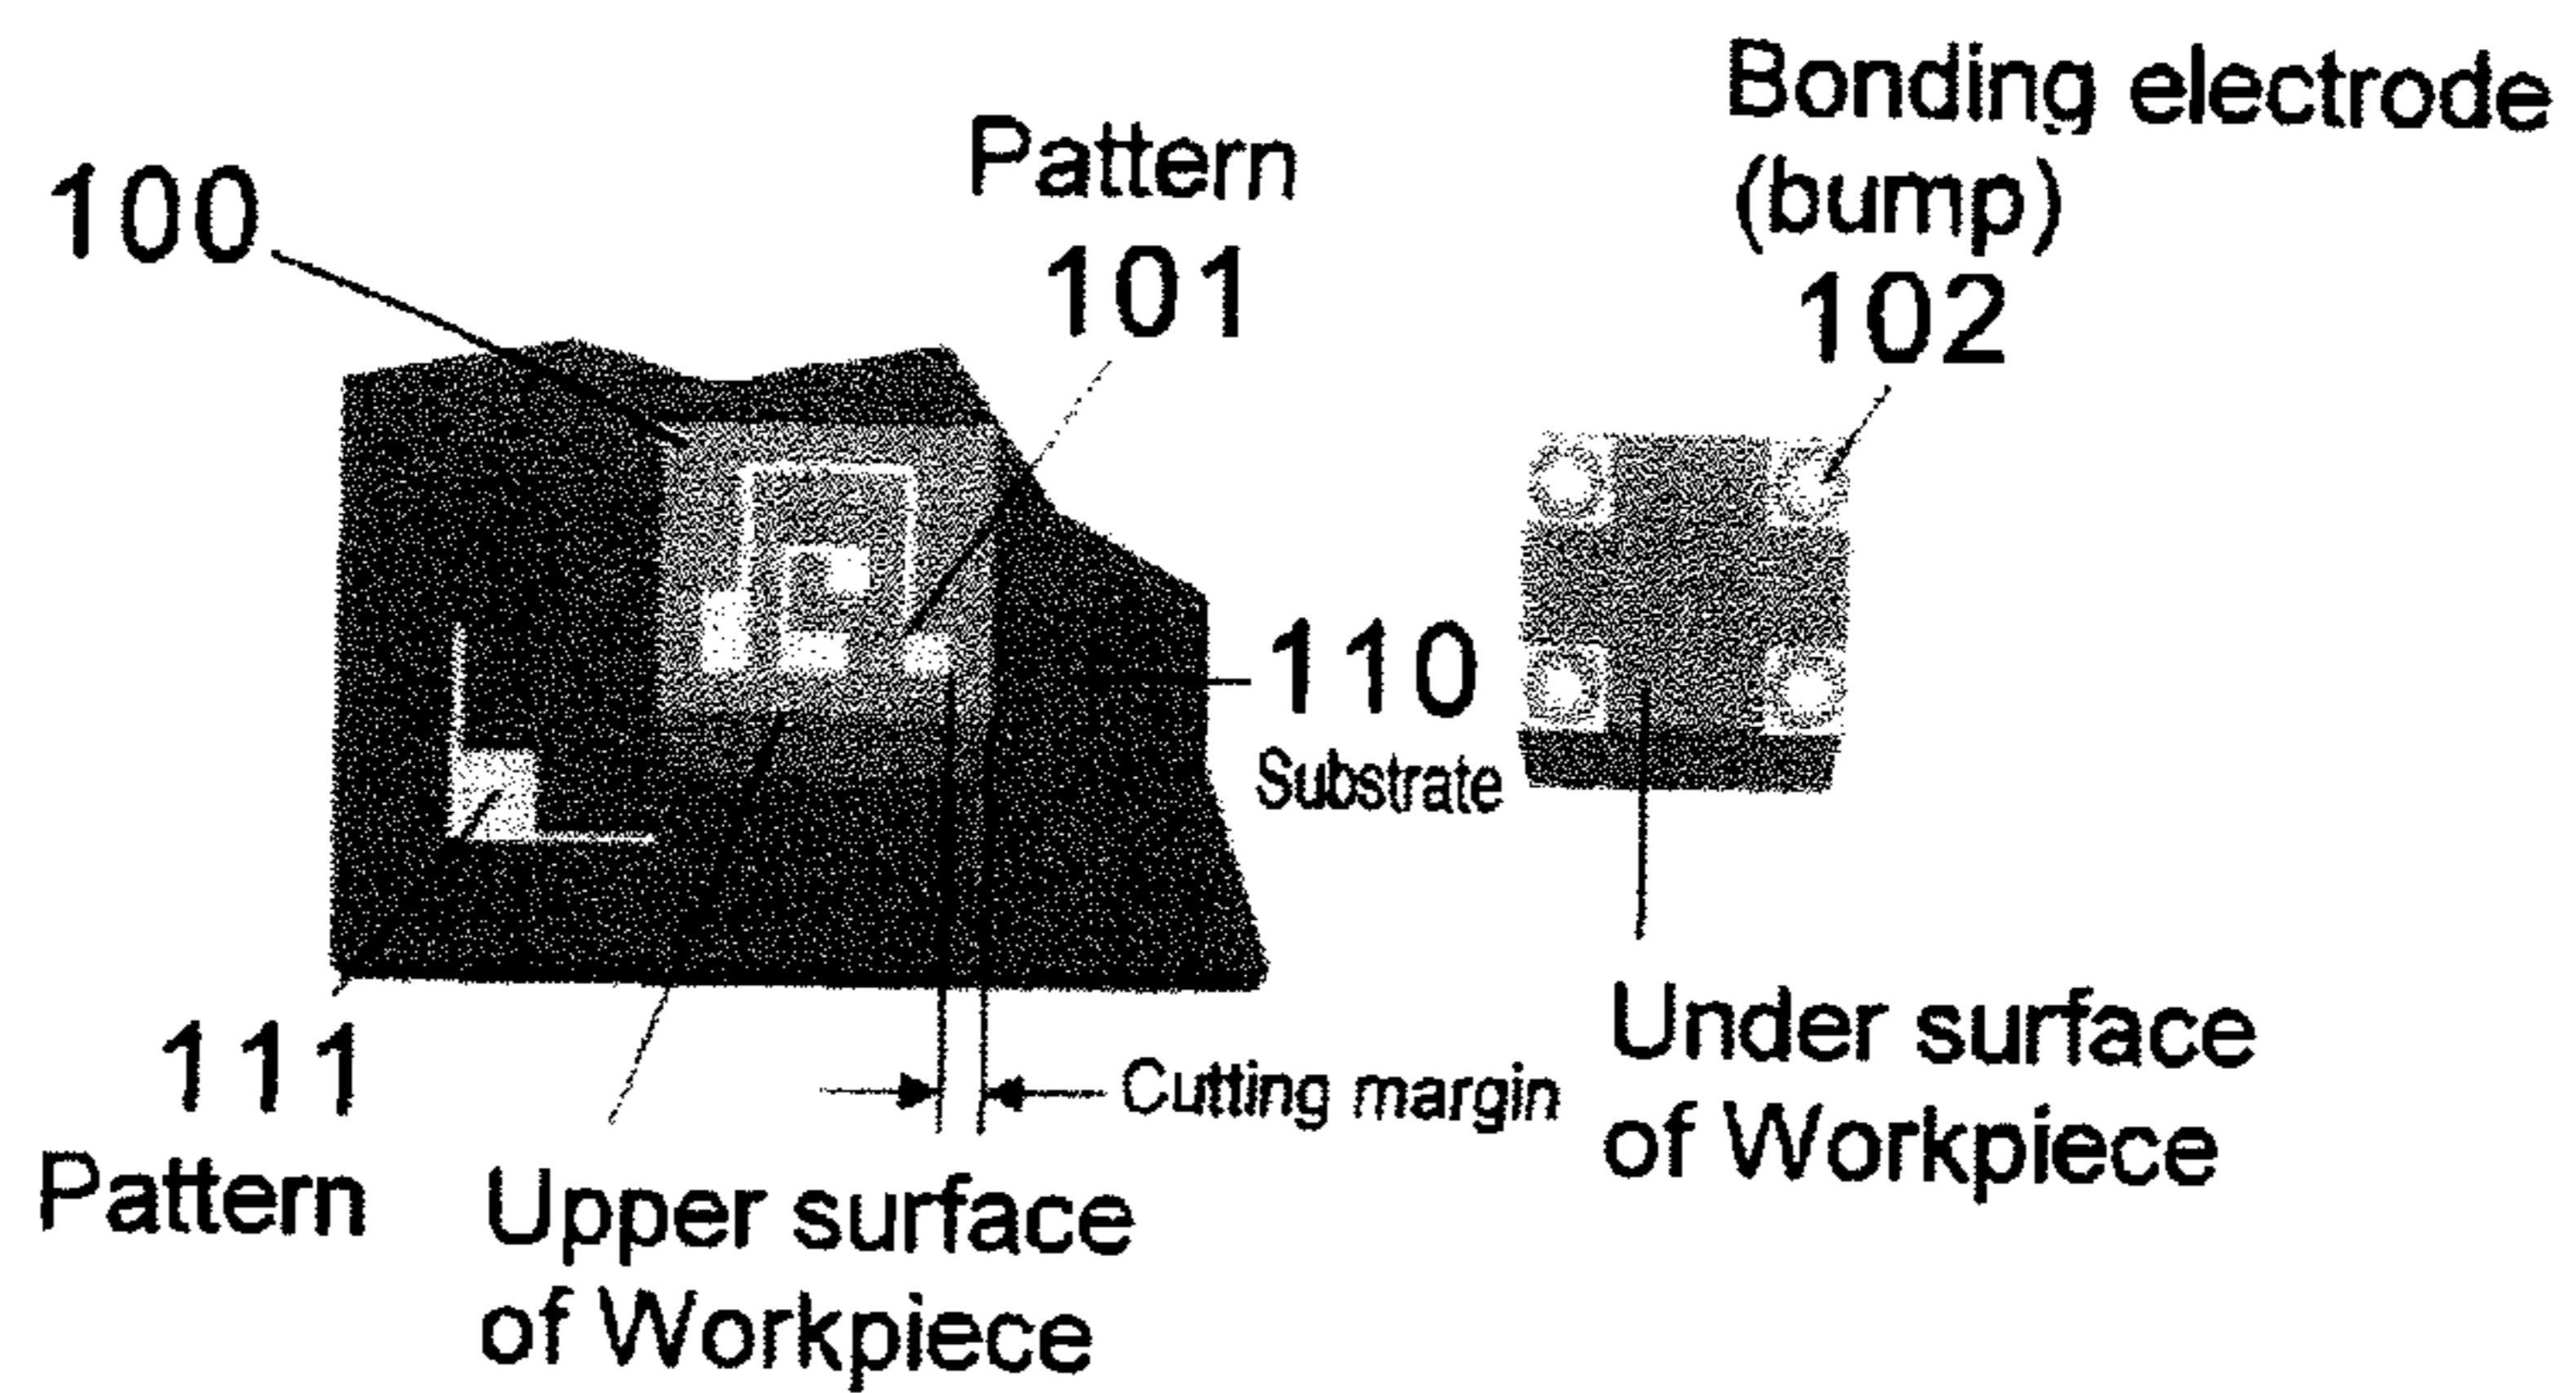 100
Pattern
101
Bonding electrode
(bump)
102
110
Substrate
111
Pattern
Upper surface
of Workpiece
Cutting margin
Under surface
of Workpiece